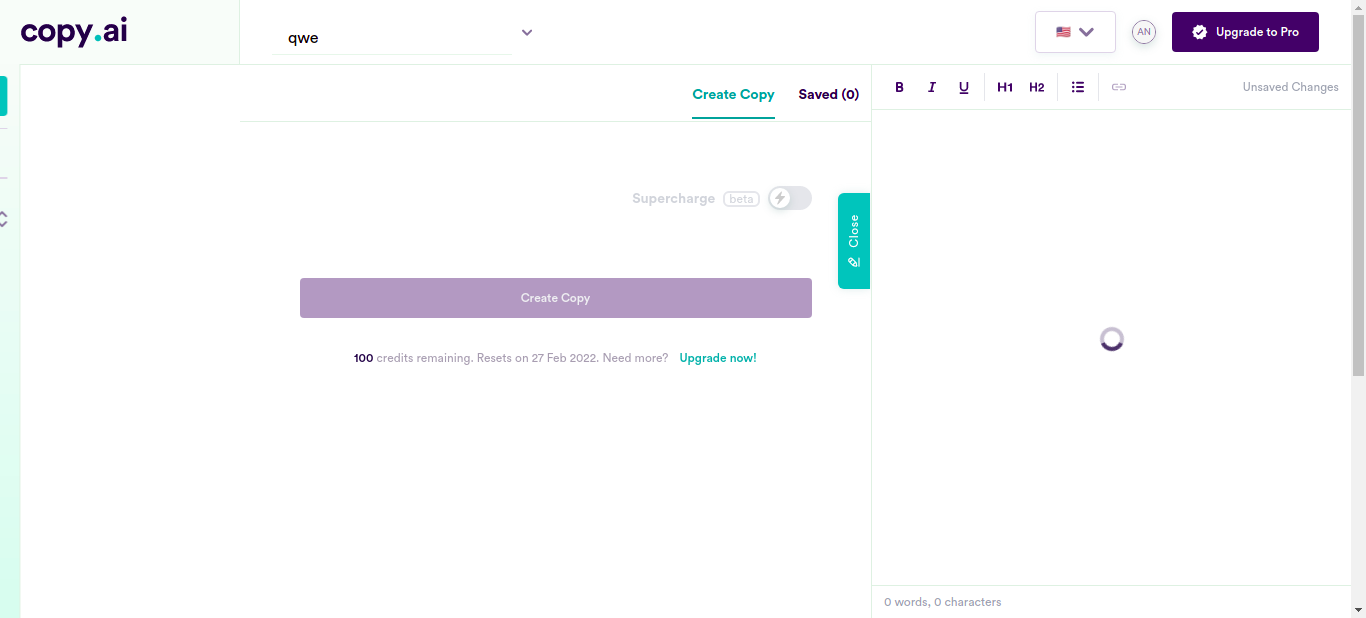 copy.ai
qwe
AN
Upgrade to Pro
Create Copy
Saved (0)
B I U H1 H2
Unsaved Changes
Supercharge beta
Close
Create Copy
100 credits remaining. Resets on 27 Feb 2022. Need more? Upgrade now!
0 words, 0 characters